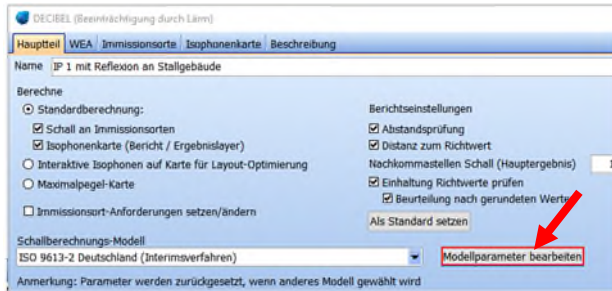 DECIBEL (Beeinträchtigung durch Lärm)
Hauptteil WEA Immissionsorte Isophonenkarte Beschreibung
Name IP 1 mit Reflexion an Stallgebäude
Berechne
Standardberechnung:
Schall an Immissionsorten
Isophonenkarte (Bericht / Ergebnislayer)
Interaktive Isophonen auf Karte für Layout-Optimierung
Maximalpegel-Karte
Immissionsort-Anforderungen setzen/ändern
Berichtseinstellungen
Abstandsprüfung
Distanz zum Richtwert
Nachkommastellen Schall (Hauptergebnis) 1
Einhaltung Richtwerte prüfen
Beurteilung nach gerundeten Werte
Als Standard setzen
Schallberechnungs-Modell
ISO 9613-2 Deutschland (Interimsverfahren) Modellparameter bearbeiten
Anmerkung: Parameter werden zurückgesetzt, wenn anderes Modell gewählt wird